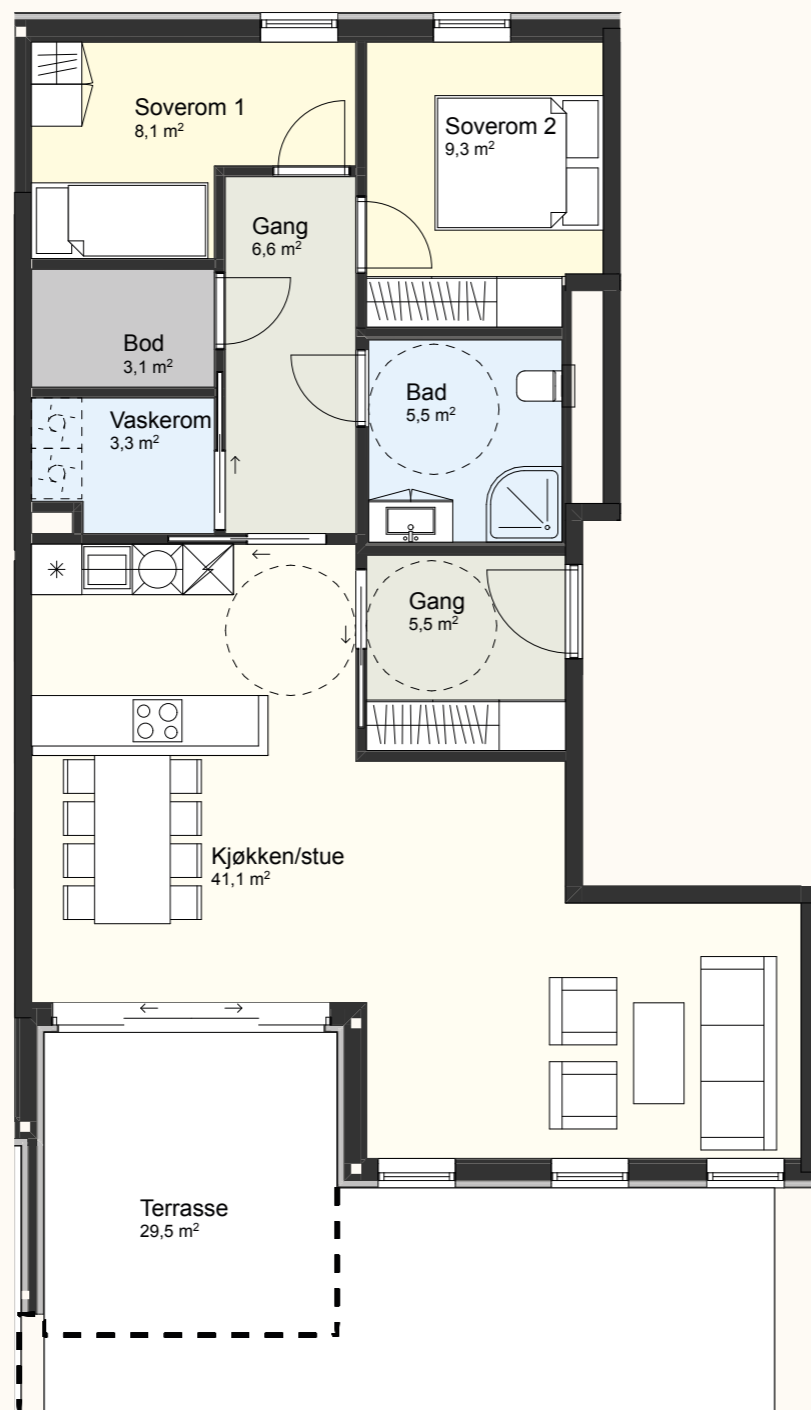 Soverom 1
8,1 m²
Soverom 2
9,3 m²
Gang
6,6 m²
Bod
3,1 m²
Bad
5,5 m²
Vaskerom
3,3 m²
Gang
5,5 m²
Kjøkken/stue
41,1 m²
Terrasse
29,5 m²